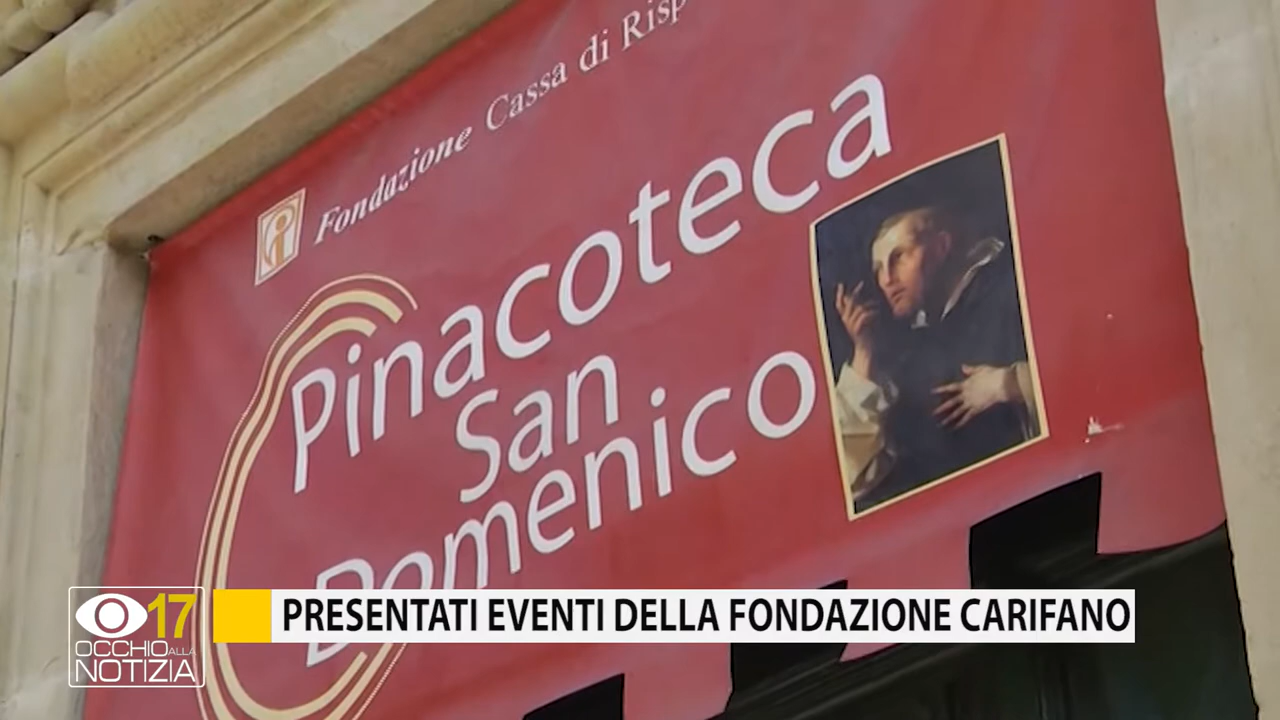 Fondazione Cassa di Risp
Pinacoteca
San
Domenico
17
OCCHIO ALLA
NOTIZIA
PRESENTATI EVENTI DELLA FONDAZIONE CARIFANO